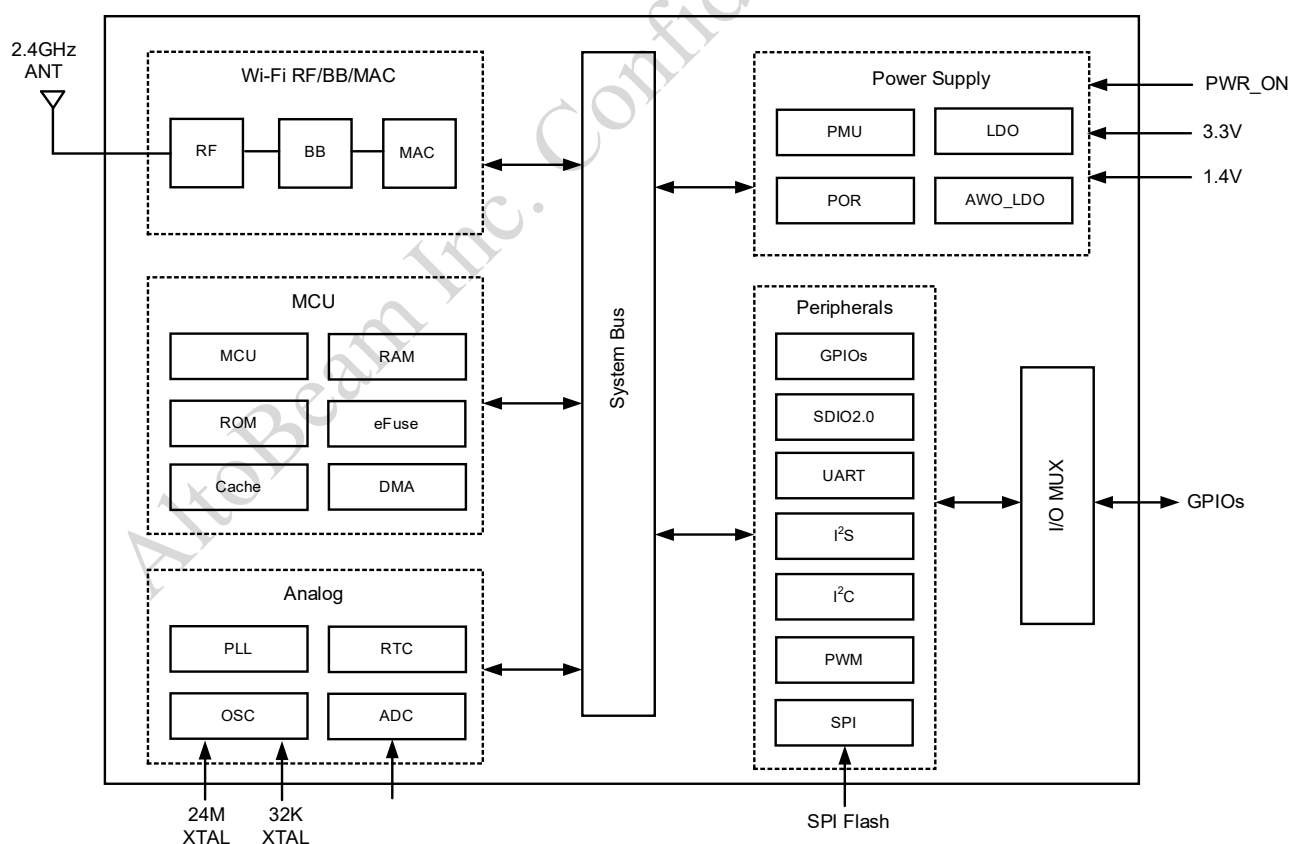 2.4GHz
ANT
Wi-Fi RF/BB/MAC
RF
BB
MAC
MCU
MCU
RAM
ROM
eFuse
Cache
DMA
Analog
PLL
RTC
OSC
ADC
24M
XTAL
32K
XTAL
System Bus
Power Supply
PMU
LDO
POR
AWO_LDO
PWR_ON
3.3V
1.4V
Peripherals
GPIOs
SDIO2.0
UART
I²S
I²C
PWM
SPI
SPI Flash
I/O MUX
GPIOs
AltoBeam Inc. Confid